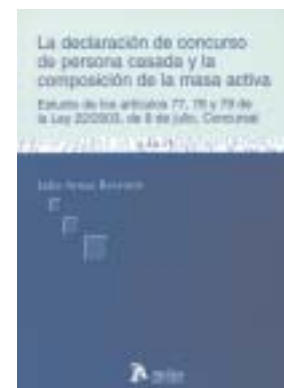 La declaración de concurso
de persona casada y la
composición de la masa activa
Estudio de los artículos 77, 78 y 79 de
la Ley 22/2003, de 9 de julio, Concursal